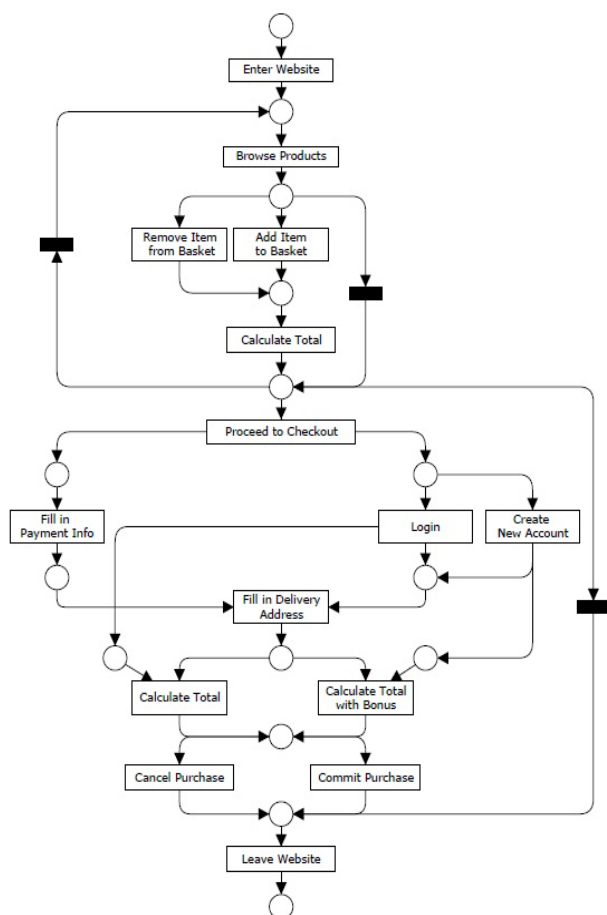 Enter Website
Browse Products
Remove Item
from Basket
Add Item
to Basket
Calculate Total
Proceed to Checkout
Fill in
Payment Info
Login
Create
New Account
Fill in Delivery
Address
Calculate Total
Calculate Total
with Bonus
Cancel Purchase
Commit Purchase
Leave Website